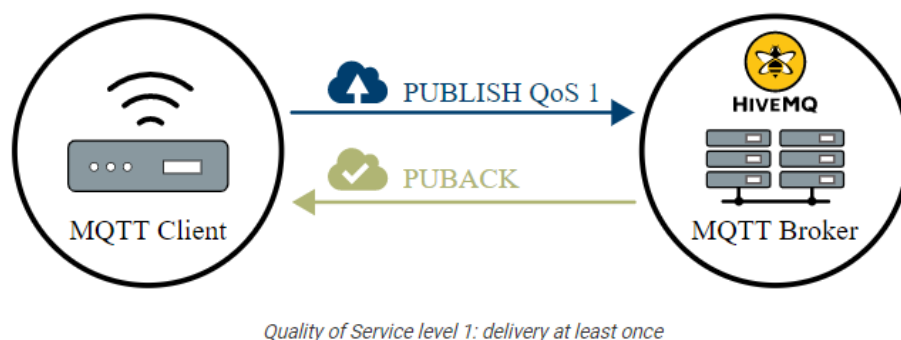 PUBLISH QoS 1
HIVEMQ
PUBACK
MQTT Client
MQTT Broker
Quality of Service level 1: delivery at least once